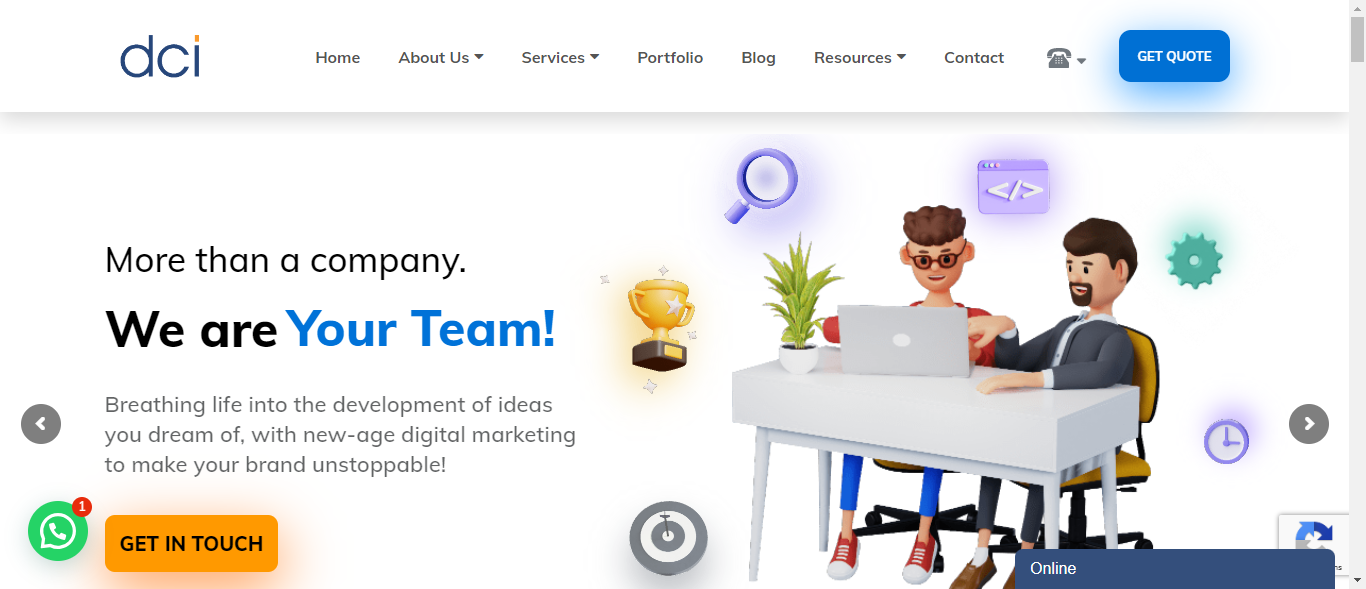 dci
Home About Us Services Portfolio Blog Resources Contact GET QUOTE
More than a company.
We are Your Team!
Breathing life into the development of ideas
you dream of, with new-age digital marketing
to make your brand unstoppable!
1
GET IN TOUCH
</>
Online